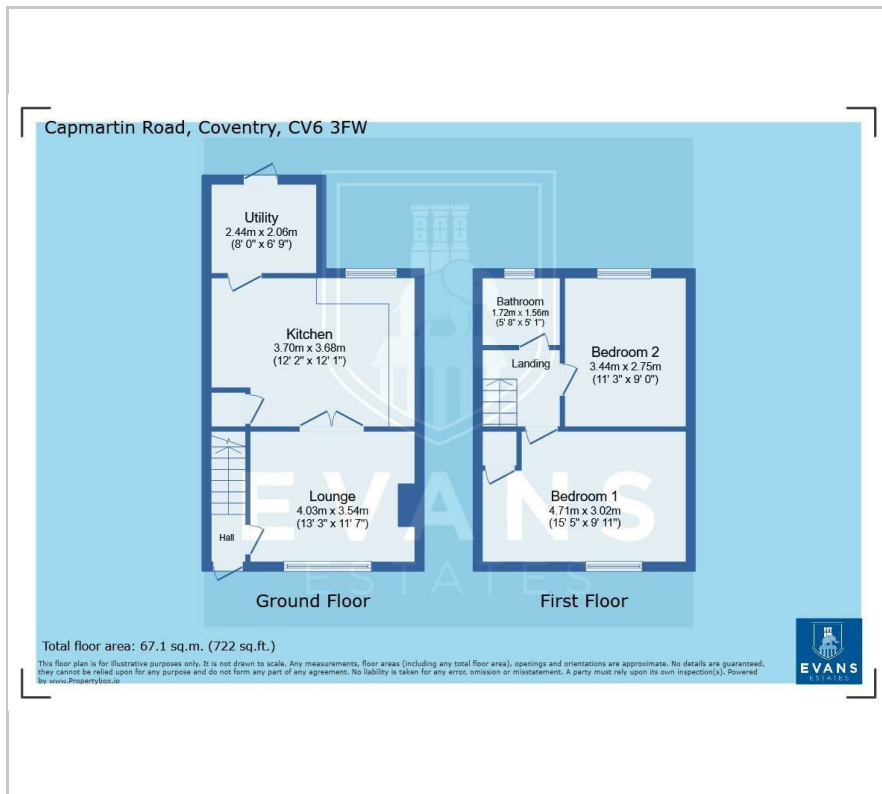 Capmartin Road, Coventry, CV6 3FW
Utility
2.44m x 2.06m
(8' 0" x 6' 9")
Kitchen
3.70m x 3.68m
(12' 2" x 12' 1")
Lounge
4.03m x 3.54m
(13' 3" x 11' 7")
Hall
Ground Floor
Bathroom
1.72m x 1.56m
(5' 8" x 5' 1")
Landing
Bedroom 2
3.44m x 2.75m
(11' 3" x 9' 0")
Bedroom 1
4.71m x 3.02m
(15' 5" x 9' 11")
First Floor
EVANS
ESTATES
Total floor area: 67.1 sq.m. (722 sq.ft.)
This floor plan is for illustrative purposes only. It is not drawn to scale. Any measurements, floor areas (including any total floor area), openings and orientations are approximate. No details are guaranteed,
they cannot be relied upon for any purpose and do not form any part of any agreement. No liability is taken for any error, omission or misstatement. A party must rely upon its own inspection(s). Powered
by www.Propertybox.io
EVANS
ESTATES